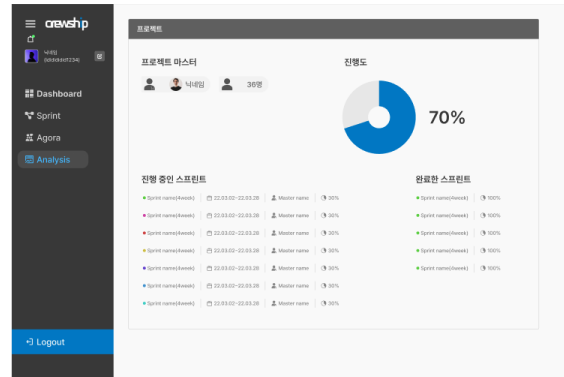 crewship
닉네임
(ididididid1234)
Dashboard
Sprint
Agora
Analysis
Logout
프로젝트
프로젝트 마스터
닉네임
36명
진행도
70%
진행 중인 스프린트
Sprint name(4week) 22.03.02~22.03.28 Master name 30%
Sprint name(4week) 22.03.02~22.03.28 Master name 30%
Sprint name(4week) 22.03.02~22.03.28 Master name 30%
Sprint name(4week) 22.03.02~22.03.28 Master name 30%
Sprint name(4week) 22.03.02~22.03.28 Master name 30%
Sprint name(4week) 22.03.02~22.03.28 Master name 30%
Sprint name(4week) 22.03.02~22.03.28 Master name 30%
완료한 스프린트
Sprint name(4week) 100%
Sprint name(4week) 100%
Sprint name(4week) 100%
Sprint name(4week) 100%
Sprint name(4week) 100%